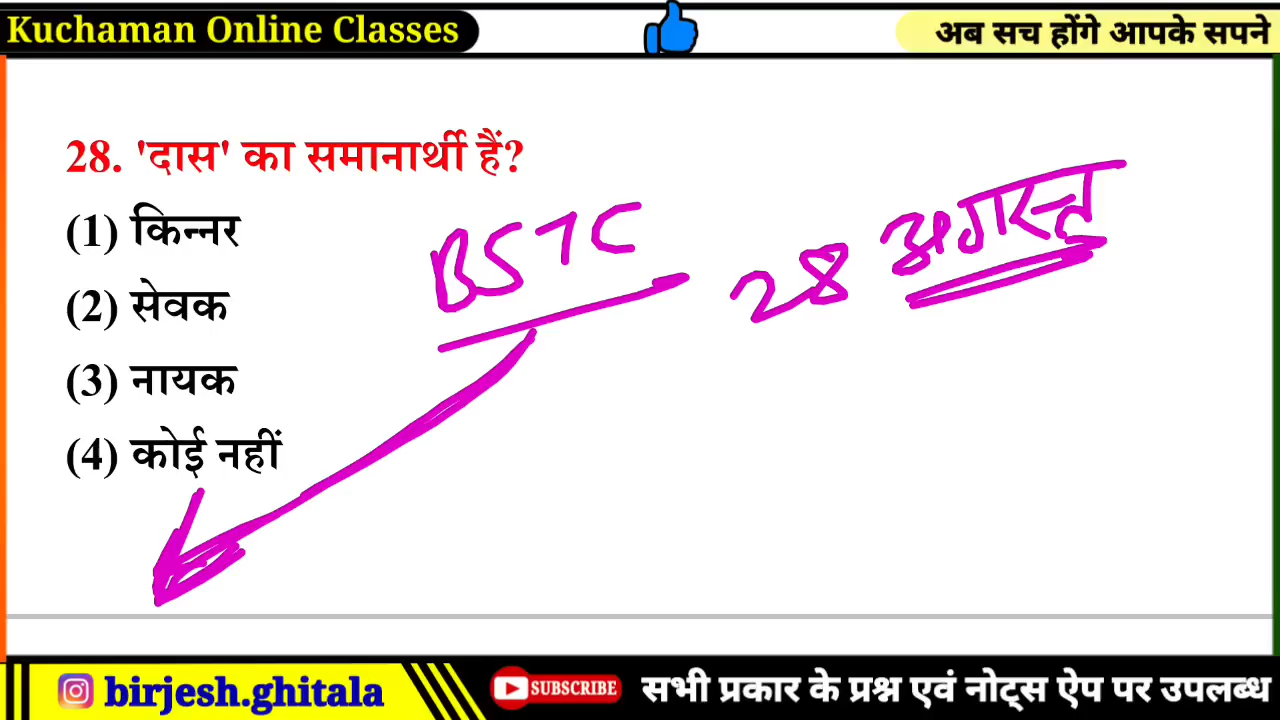 Kuchaman Online Classes
अब सच होंगे आपके सपने
28. 'दास' का समानार्थी हैं?
(1) किन्नर
(2) सेवक
(3) नायक
(4) कोई नहीं
BSTC
28 अगस्त
birjesh.ghitala
SUBSCRIBE
सभी प्रकार के प्रश्न एवं नोट्स ऐप पर उपलब्ध